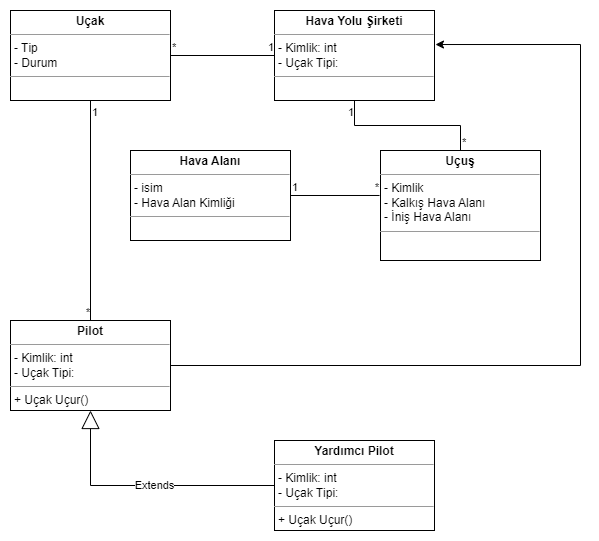 Uçak
- Tip
- Durum
*
1
1
Hava Yolu Şirketi
- Kimlik: int
- Uçak Tipi:
1
*
Hava Alanı
- isim
- Hava Alan Kimliği
1
*
Uçuş
- Kimlik
- Kalkış Hava Alanı
- İniş Hava Alanı
*
Pilot
- Kimlik: int
- Uçak Tipi:
+ Uçak Uçur()
Extends
Yardımcı Pilot
- Kimlik: int
- Uçak Tipi:
+ Uçak Uçur()